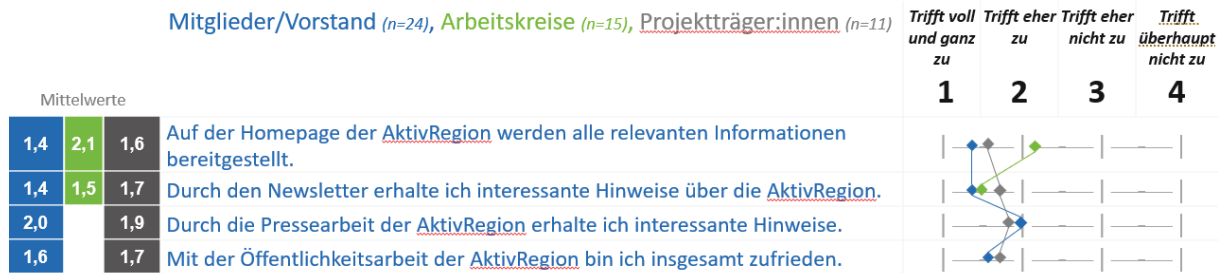 Mitglieder/Vorstand (n=24), Arbeitskreise (n=15), Projektträger:innen (n=11)
Trifft voll und ganz zu
Trifft eher zu
Trifft eher nicht zu
Trifft überhaupt nicht zu
1 2 3 4
Mittelwerte
1,4 2,1 1,6 Auf der Homepage der AktivRegion werden alle relevanten Informationen
bereitgestellt.
1,4 1,5 1,7 Durch den Newsletter erhalte ich interessante Hinweise über die AktivRegion.
2,0 1,9 Durch die Pressearbeit der AktivRegion erhalte ich interessante Hinweise.
1,6 1,7 Mit der Öffentlichkeitsarbeit der AktivRegion bin ich insgesamt zufrieden.